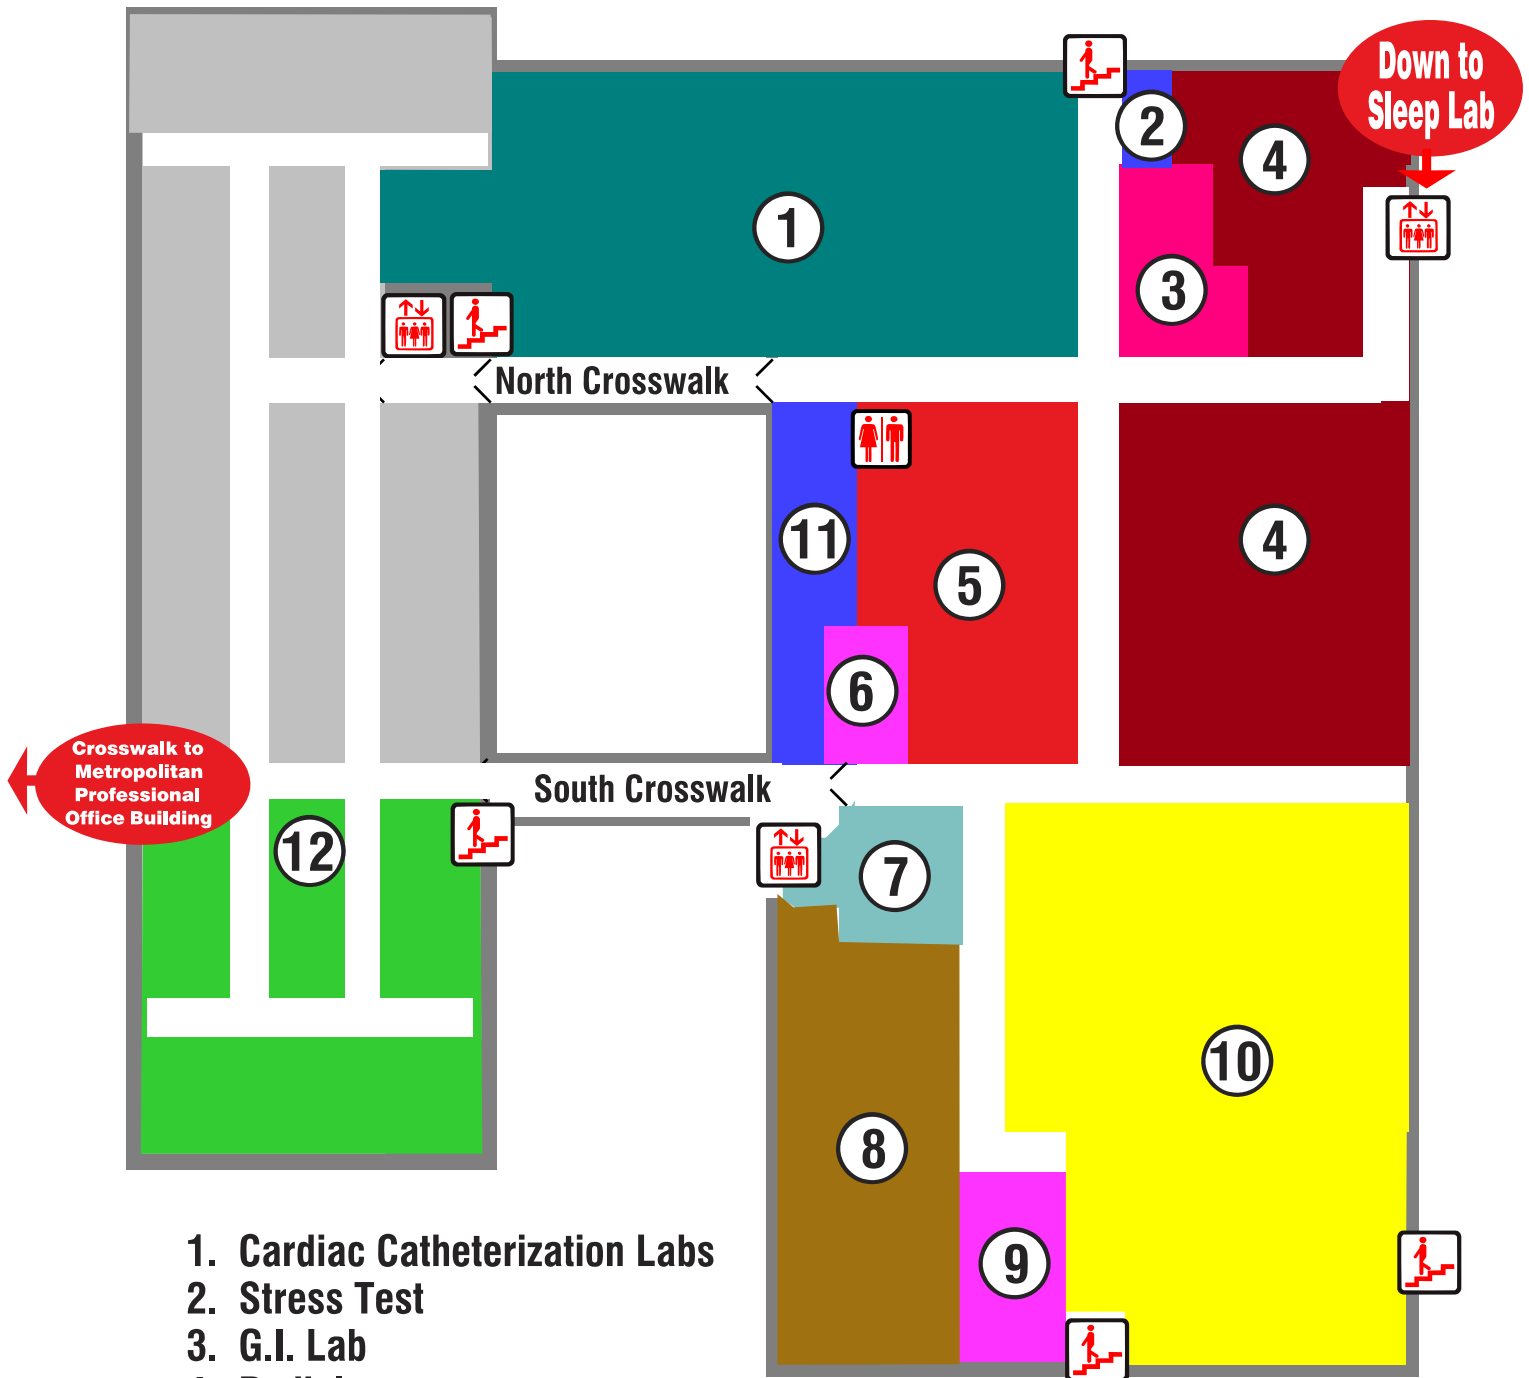 Down to
Sleep Lab
2
4
1
3
North Crosswalk
11
4
5
6
Crosswalk to
Metropolitan
Professional
Office Building
South Crosswalk
12
7
10
8
9
1. Cardiac Catheterization Labs
2. Stress Test
3. G.I. Lab